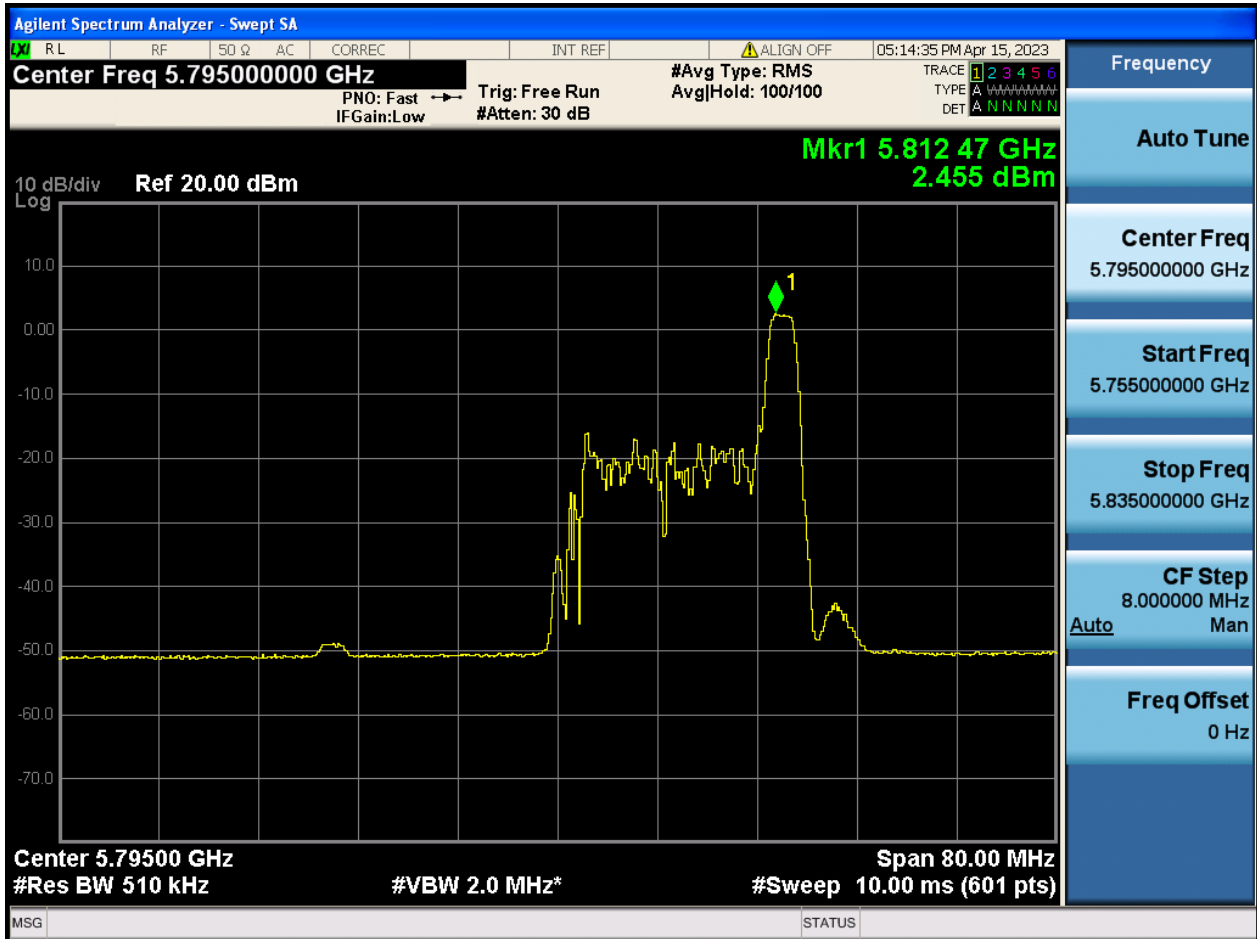 Agilent Spectrum Analyzer - Swept SA
LXI RL RF 50 Ω AC CORREC INT REF ALIGN OFF 05:14:35 PM Apr 15, 2023
Center Freq 5.795000000 GHz
PNO: Fast
IFGain:Low
Trig: Free Run
#Atten: 30 dB
#Avg Type: RMS
Avg|Hold: 100/100
TRACE 1 2 3 4 5 6
TYPE A
DET A N N N N N
Mkr1 5.812 47 GHz
2.455 dBm
10 dB/div Ref 20.00 dBm
Log
1
10.0
0.00
-10.0
-20.0
-30.0
-40.0
-50.0
-60.0
-70.0
Center 5.79500 GHz Span 80.00 MHz
#Res BW 510 kHz #VBW 2.0 MHz* #Sweep 10.00 ms (601 pts)
MSG STATUS
Frequency
Auto Tune
Center Freq
5.795000000 GHz
Start Freq
5.755000000 GHz
Stop Freq
5.835000000 GHz
CF Step
8.000000 MHz
Auto Man
Freq Offset
0 Hz